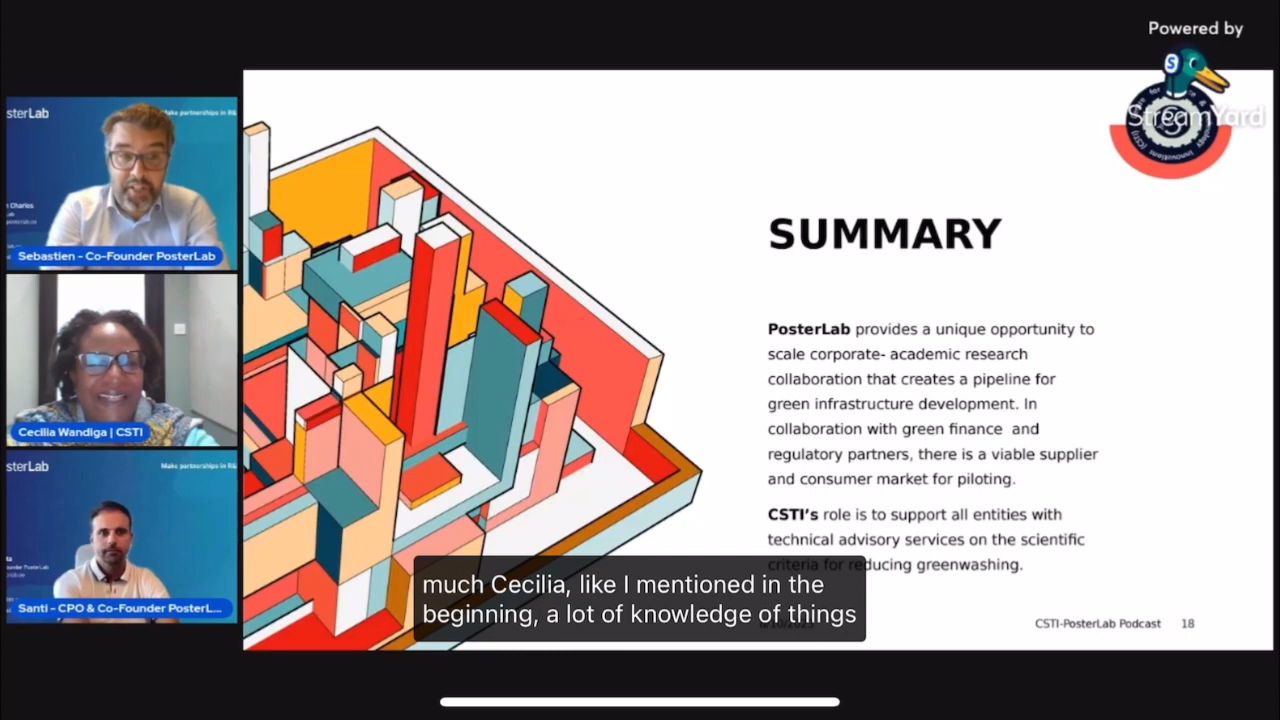 Powered by
StreamYard
sterLab
Make partnerships in R&
n Charles
Lab
Sebastien - Co-Founder PosterLab
Cecilia Wandiga | CSTI
sterLab
Make partnerships in R&
Santi - CPO & Co-Founder PosterL...
SUMMARY
PosterLab provides a unique opportunity to
scale corporate- academic research
collaboration that creates a pipeline for
green infrastructure development. In
collaboration with green finance and
regulatory partners, there is a viable supplier
and consumer market for piloting.
CSTI’s role is to support all entities with
technical advisory services on the scientific
criteria for reducing greenwashing.
much Cecilia, like I mentioned in the
beginning, a lot of knowledge of things
CSTI-PosterLab Podcast 18